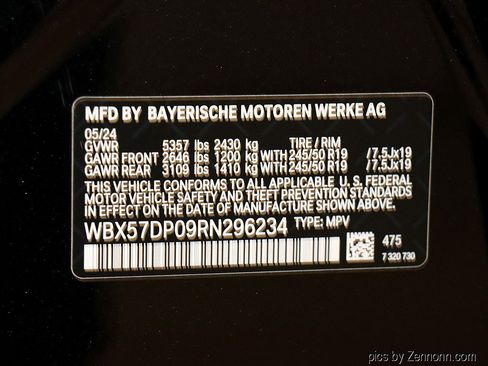 MFD BY BAYERISCHE MOTOREN WERKE AG
05/24
GVWR 5357 lbs 2430 kg TIRE / RIM
GAWR FRONT 2646 lbs 1200 kg WITH 245/50 R19 /7.5Jx19
GAWR REAR 3109 lbs 1410 kg WITH 245/50 R19 /7.5Jx19
THIS VEHICLE CONFORMS TO ALL APPLICABLE U. S. FEDERAL
MOTOR VEHICLE SAFETY AND THEFT PREVENTION STANDARDS
IN EFFECT ON THE DATE OF MANUFACTURE SHOWN ABOVE.
WBX57DP09RN296234 TYPE: MPV
475
7 320 730
pics by Zennonn.com